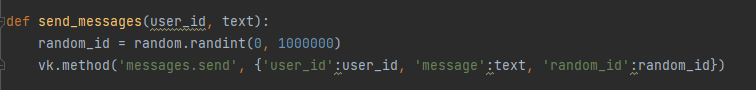 def send_messages(user_id, text):
    random_id = random.randint(0, 1000000)
    vk.method('messages.send', {'user_id':user_id, 'message':text, 'random_id':random_id})